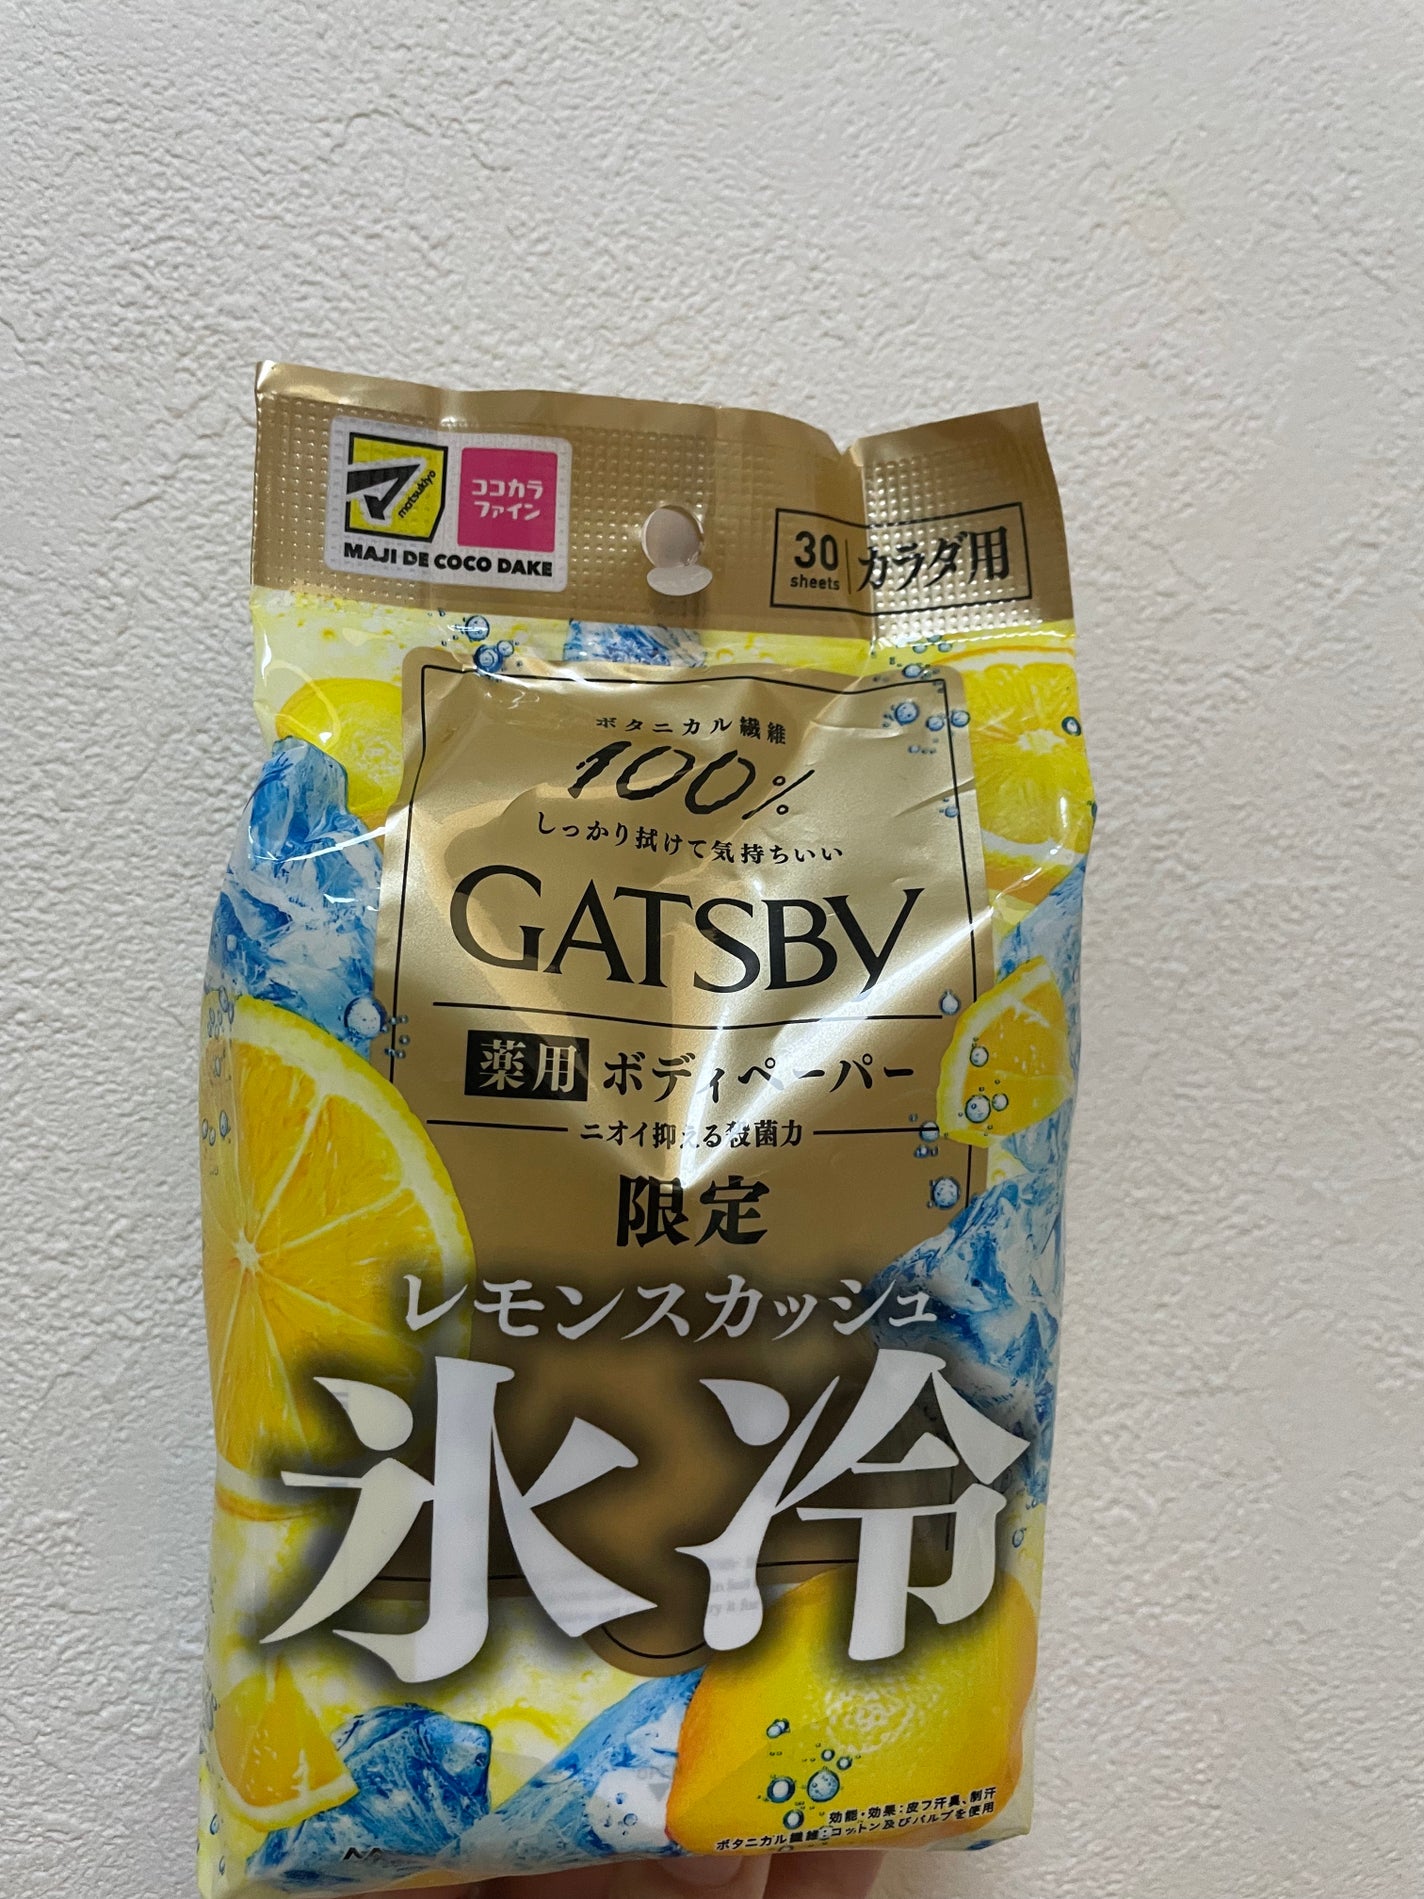 matsukiyo
ココカラ
ファイン
MAJI DE COCO DAKE
30
sheets
カラダ用
ボタニカル繊維
100%
しっかり拭けて気持ちいい
GATSBY
薬用 ボディペーパー
ニオイ抑える殺菌力
限定
レモンスカッシュ
氷冷
効能・効果：皮フ汗臭、制汗
ボタニカル繊維：コットン及びパルプを使用